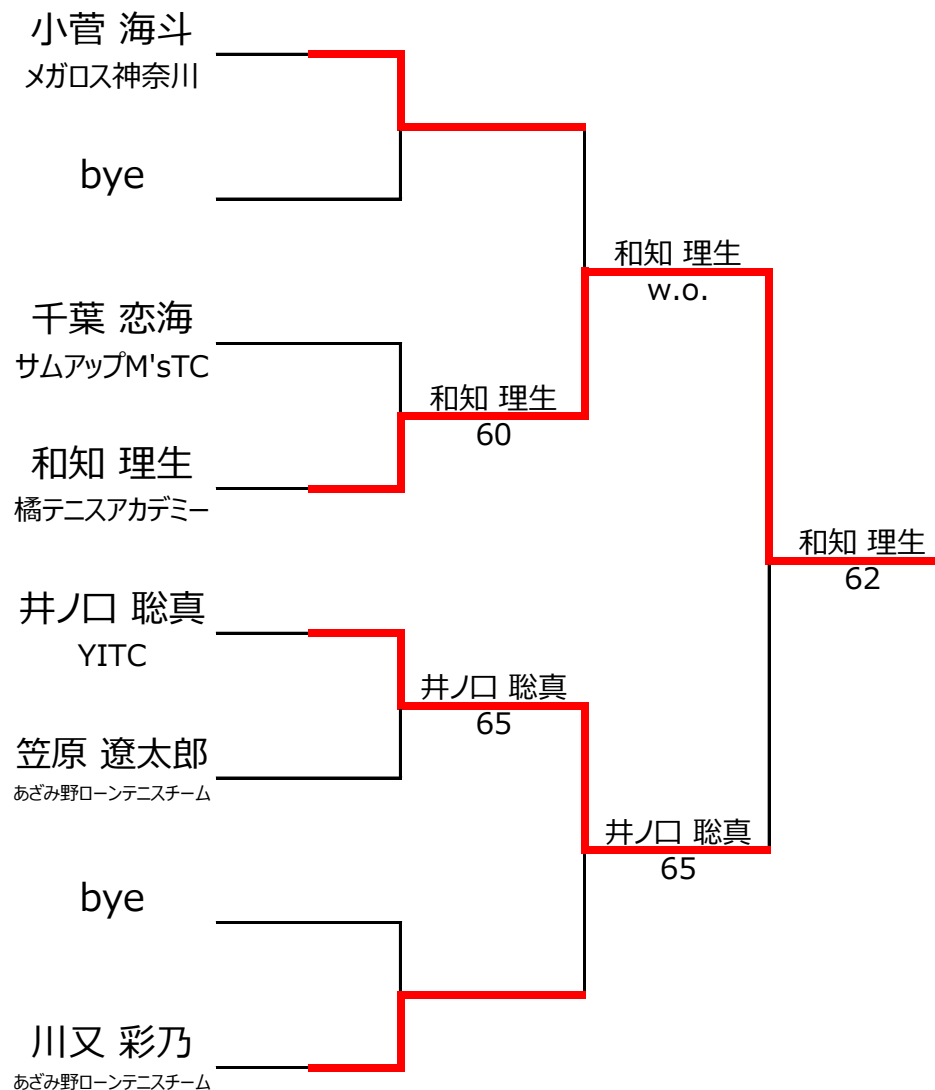 小菅 海斗
メガロス神奈川
bye
千葉 恋海
サムアップM'sTC
和知 理生
橘テニスアカデミー
井ノ口 聡真
YITC
笠原 遼太郎
あざみ野ローンテニスチーム
bye
川又 彩乃
あざみ野ローンテニスチーム
和知 理生
60
井ノ口 聡真
65
和知 理生
w.o.
井ノ口 聡真
65
和知 理生
62